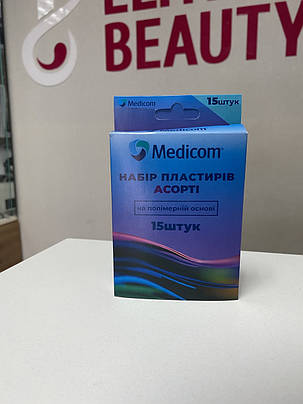 BEAUTY
Medicom
15штук
Medicom
НАБІР ПЛАСТИРІВ
АСОРТІ
на полімерній основі
15штук